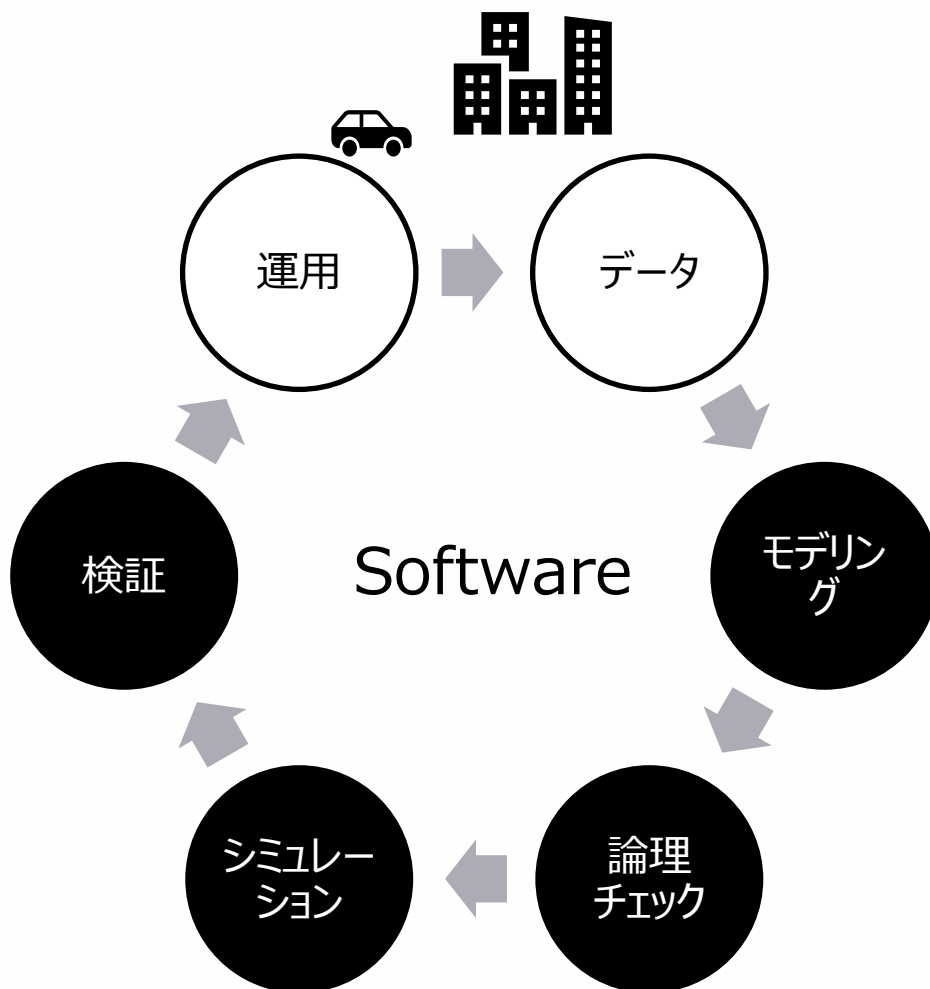 運用
データ
検証
Software
モデリン
グ
シミュレー
ション
論理
チェック